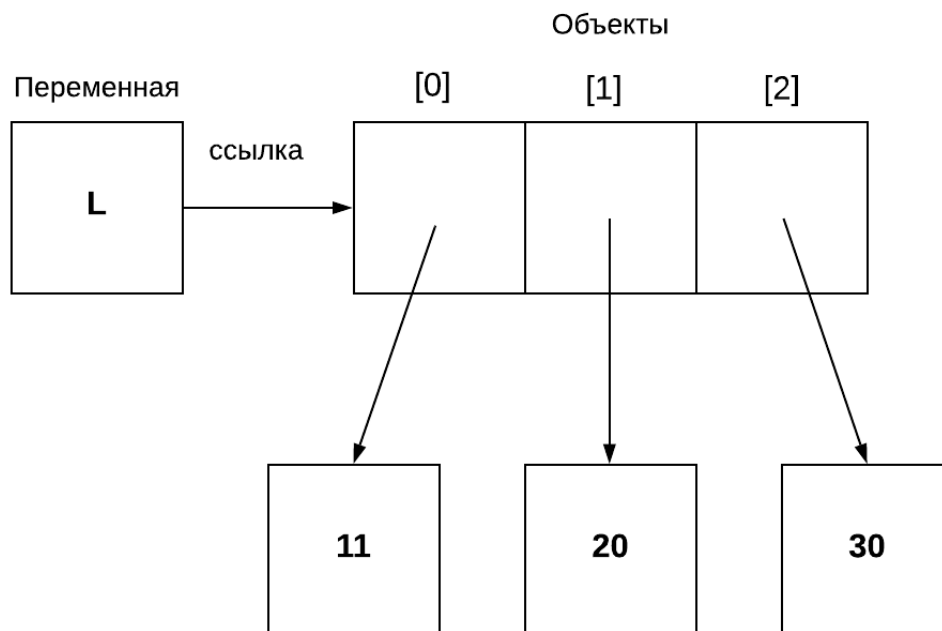 Объекты
Переменная
[0] [1] [2]
L
ссылка
11 20 30